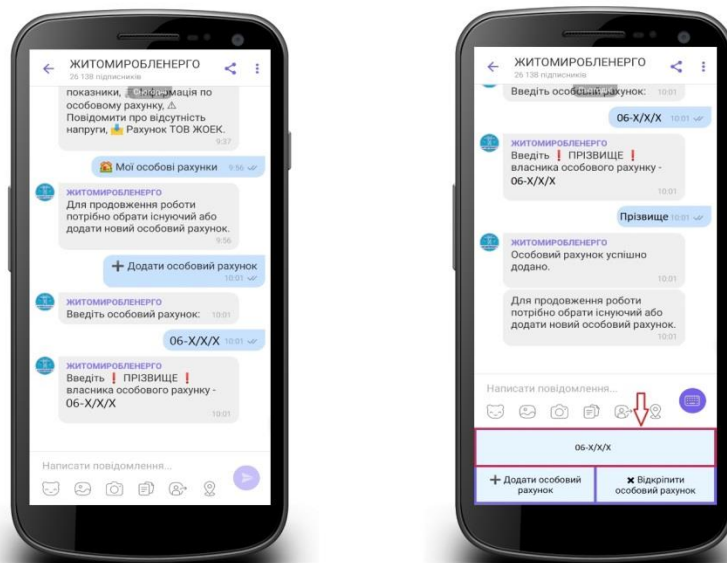 ЖИТОМИРОБЛЕНЕРГО
26 138 підписників
показники,
особовому рахунку, ⚠
Повідомити про відсутність
напруги, 📩 Рахунок ТОВ ЖОЕК.
9:37
🏠 Мої особові рахунки 9:56
ЖИТОМИРОБЛЕНЕРГО
Для продовження роботи
потрібно обрати існуючий або
додати новий особовий рахунок.
9:56
➕ Додати особовий рахунок
10:01
ЖИТОМИРОБЛЕНЕРГО
Введіть особовий рахунок: 10:01
06-X/X/X 10:01
ЖИТОМИРОБЛЕНЕРГО
Введіть ❗ ПРІЗВИЩЕ ❗
власника особового рахунку -
06-X/X/X
10:01
Написати повідомлення...
ЖИТОМИРОБЛЕНЕРГО
26 138 підписників
Введіть особовий рахунок: 10:01
06-X/X/X 10:01
ЖИТОМИРОБЛЕНЕРГО
Введіть ❗ ПРІЗВИЩЕ ❗
власника особового рахунку -
06-X/X/X
10:01
Прізвище 10:01
ЖИТОМИРОБЛЕНЕРГО
Особовий рахунок успішно
додано.
10:01
Для продовження роботи
потрібно обрати існуючий або
додати новий особовий рахунок.
10:01
Написати повідомлення...
06-X/X/X
➕ Додати особовий
рахунок
✖ Відкріпити
особовий рахунок